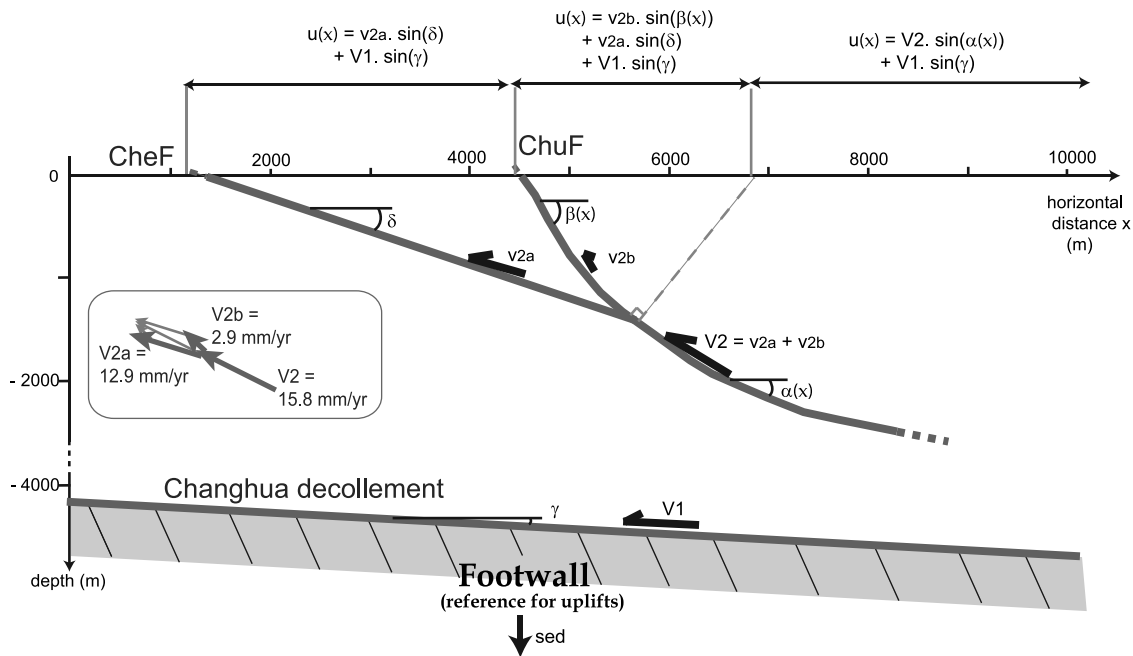 u(x) = v2a. sin(δ)
+ V1. sin(γ)
u(x) = v2b. sin(β(x))
+ v2a. sin(δ)
+ V1. sin(γ)
u(x) = V2. sin(α(x))
+ V1. sin(γ)
CheF
ChuF
2000
4000
6000
8000
10000
0
horizontal
distance x
(m)
δ
β(x)
v2a
v2b
V2b =
2.9 mm/yr
V2a =
12.9 mm/yr
V2 =
15.8 mm/yr
V2 = v2a + v2b
α(x)
- 2000
- 4000
Changhua decollement
γ
V1
depth (m)
Footwall
(reference for uplifts)
sed